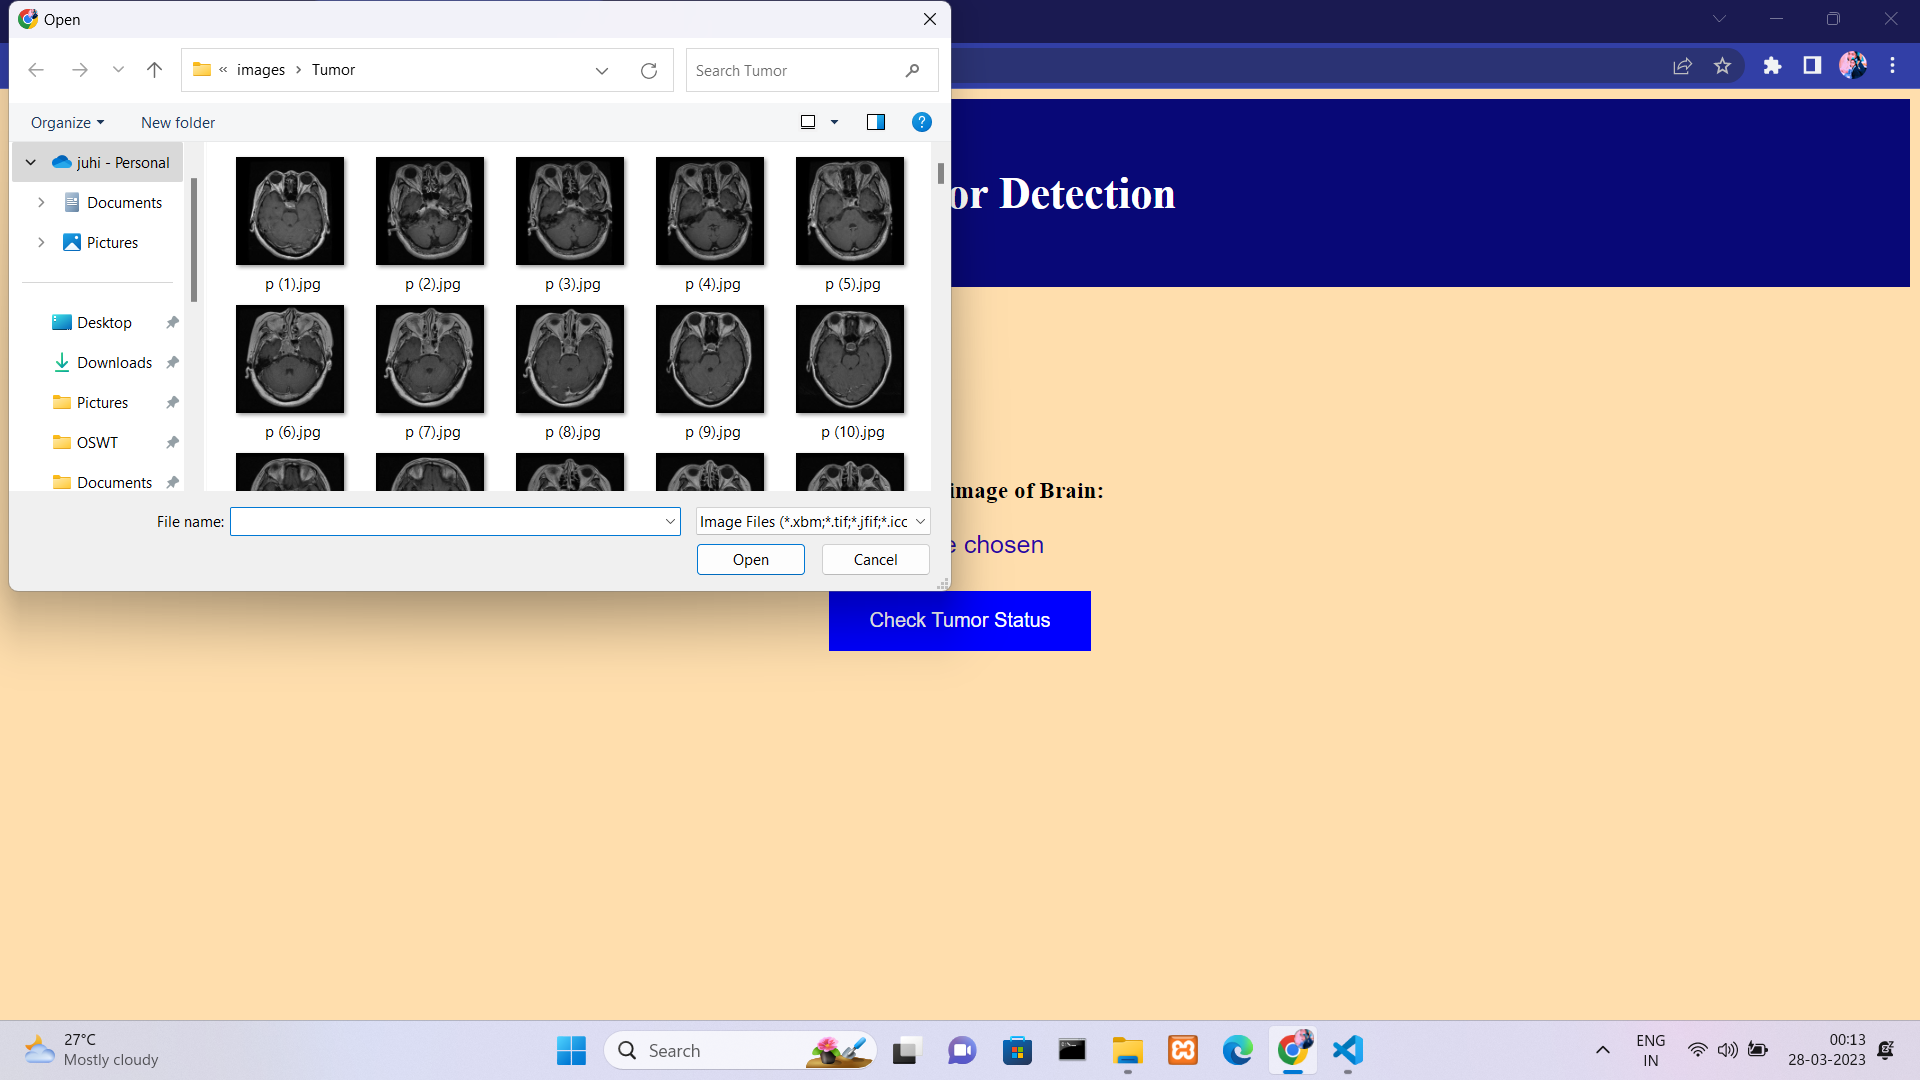 Open
« images > Tumor
Search Tumor
Organize
New folder
juhi - Personal
Documents
Pictures
Desktop
Downloads
Pictures
OSWT
Documents
p (1).jpg
p (2).jpg
p (3).jpg
p (4).jpg
p (5).jpg
p (6).jpg
p (7).jpg
p (8).jpg
p (9).jpg
p (10).jpg
File name:
Image Files (*.xbm;*.tif;*.jfif;*.icc
Open
Cancel
or Detection
image of Brain:
e chosen
Check Tumor Status
27°C
Mostly cloudy
Search
ENG
IN
00:13
28-03-2023